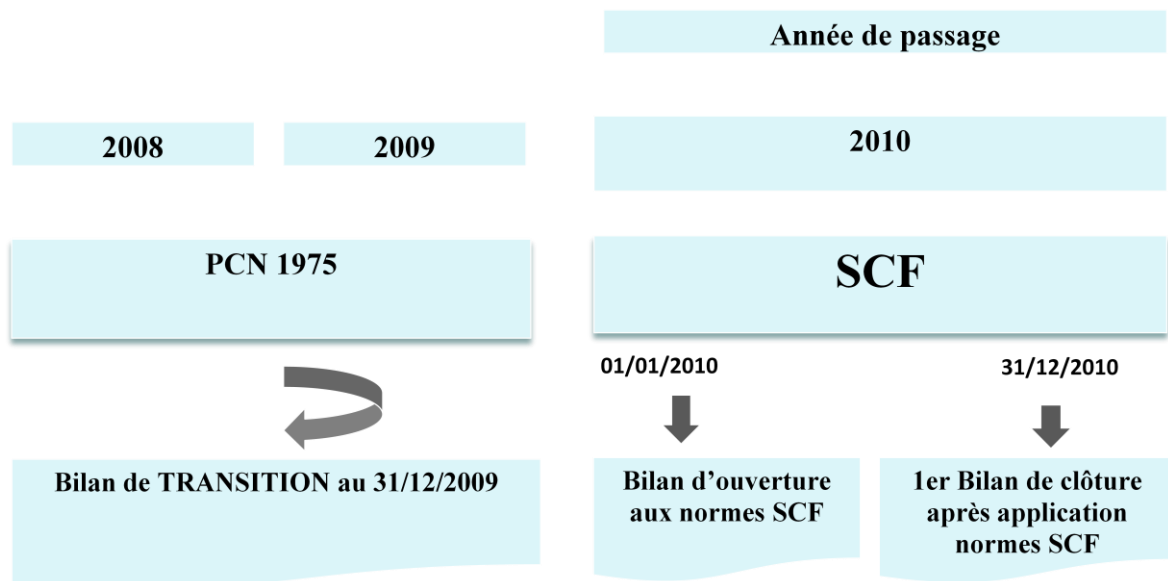 Année de passage
2008
2009
2010
PCN 1975
SCF
01/01/2010
31/12/2010
Bilan de TRANSITION au 31/12/2009
Bilan d’ouverture
aux normes SCF
1er Bilan de clôture
après application
normes SCF